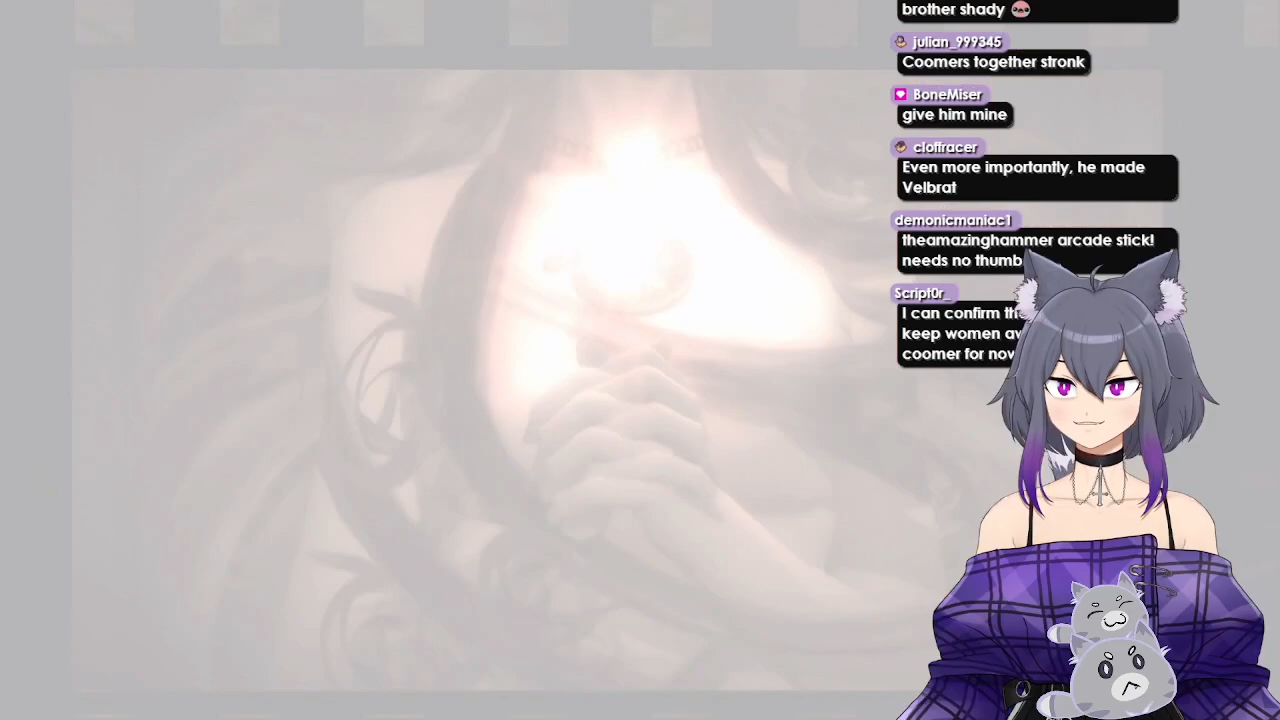 brother shady
julian_999345
Coomers together stronk
BoneMiser
give him mine
cloffracer
Even more importantly, he made
Velbrat
demonicmaniac1
theamazinghammer arcade stick!
needs no thumb
Script0r_
I can confirm
keep women
coomer for now